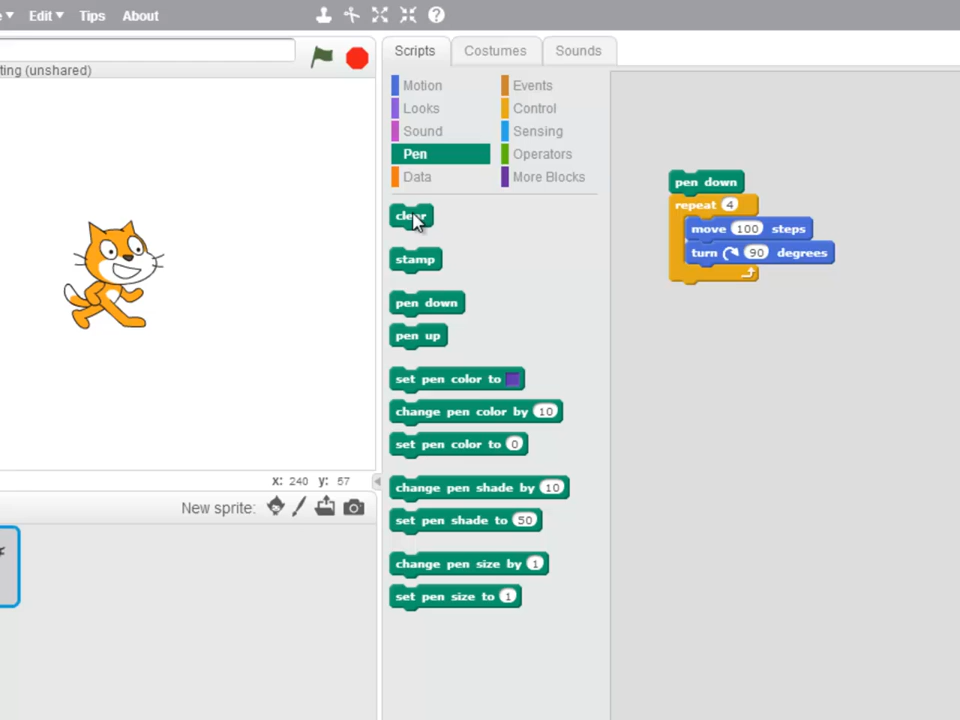 Edit Tips About
ting (unshared)
Scripts Costumes Sounds
Motion Events
Looks Control
Sound Sensing
Pen Operators
Data More Blocks
clear
stamp
pen down
pen up
set pen color to
change pen color by 10
set pen color to 0
change pen shade by 10
set pen shade to 50
change pen size by 1
set pen size to 1
pen down
repeat 4
move 100 steps
turn 90 degrees
x: 240 y: 57
New sprite: